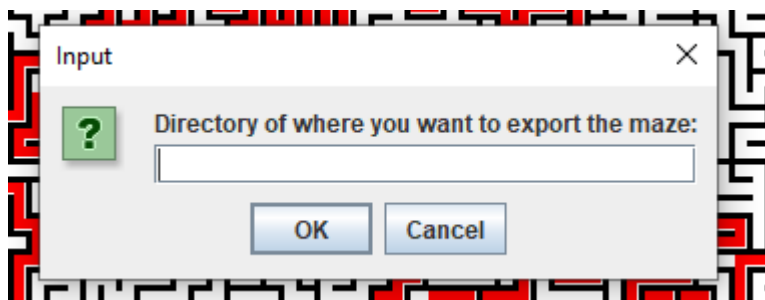 Input
?
Directory of where you want to export the maze:
OK
Cancel